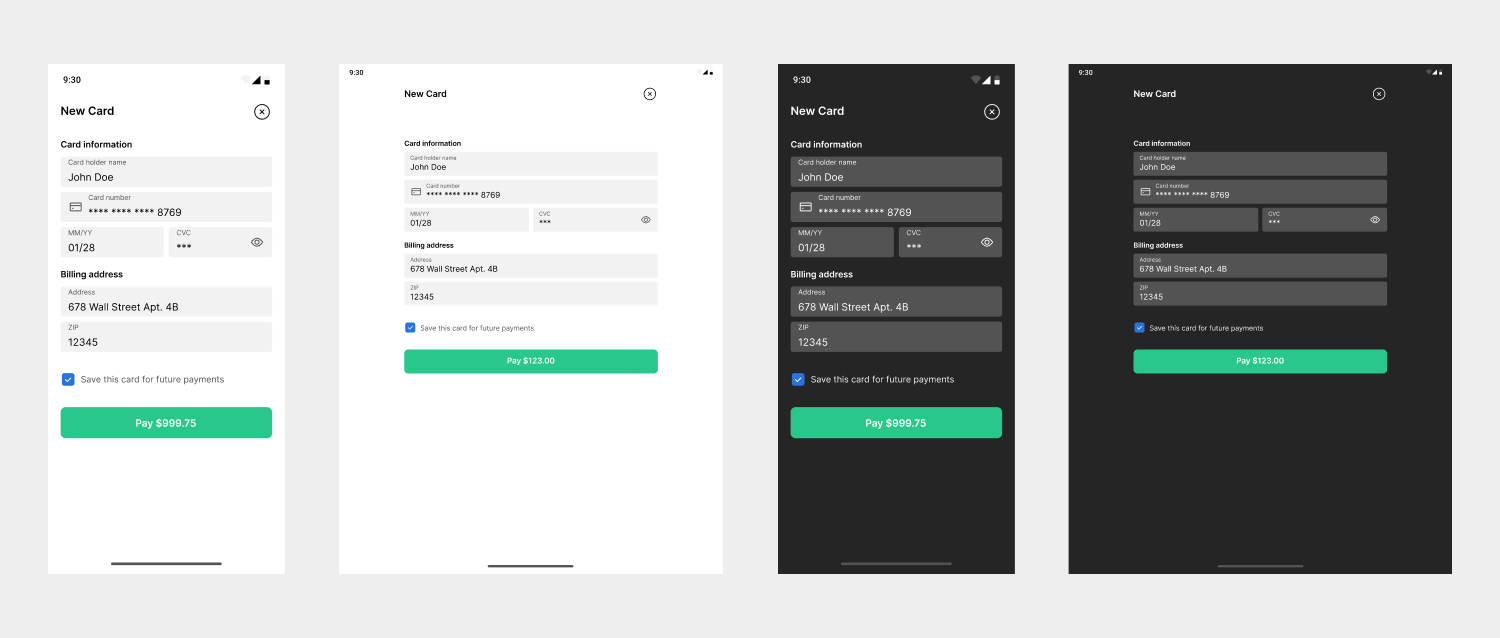 9:30
New Card
Card information
Card holder name
John Doe
Card number
**** **** **** 8769
MM/YY
01/28
CVC
***
Billing address
Address
678 Wall Street Apt. 4B
ZIP
12345
Save this card for future payments
Pay $999.75
9:30
New Card
Card information
Card holder name
John Doe
Card number
**** **** **** 8769
MM/YY
01/28
CVC
***
Billing address
Address
678 Wall Street Apt. 4B
ZIP
12345
Save this card for future payments
Pay $123.00
9:30
New Card
Card information
Card holder name
John Doe
Card number
**** **** **** 8769
MM/YY
01/28
CVC
***
Billing address
Address
678 Wall Street Apt. 4B
ZIP
12345
Save this card for future payments
Pay $999.75
9:30
New Card
Card information
Card holder name
John Doe
Card number
**** **** **** 8769
MM/YY
01/28
CVC
***
Billing address
Address
678 Wall Street Apt. 4B
ZIP
12345
Save this card for future payments
Pay $123.00